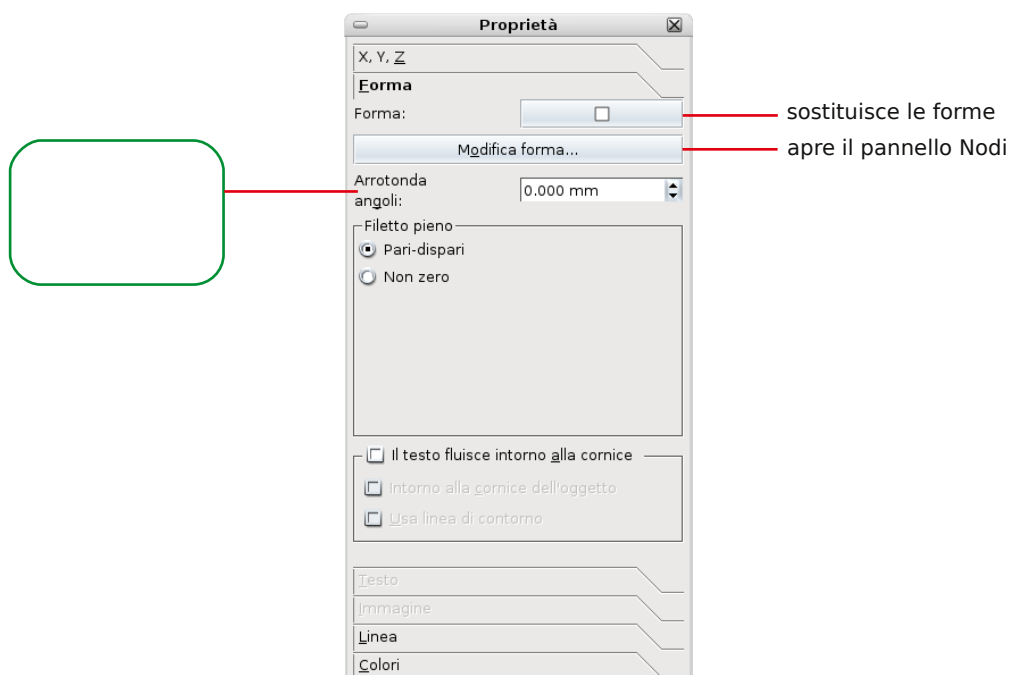 Proprietà
X, Y, Z
Forma
Forma:
sostituisce le forme
Modifica forma...
apre il pannello Nodi
Arrotonda
angoli:
0.000 mm
Filetto pieno
Pari-dispari
Non zero
Il testo fluisce intorno alla cornice
Intorno alla cornice dell'oggetto
Usa linea di contorno
Testo
Immagine
Linea
Colori